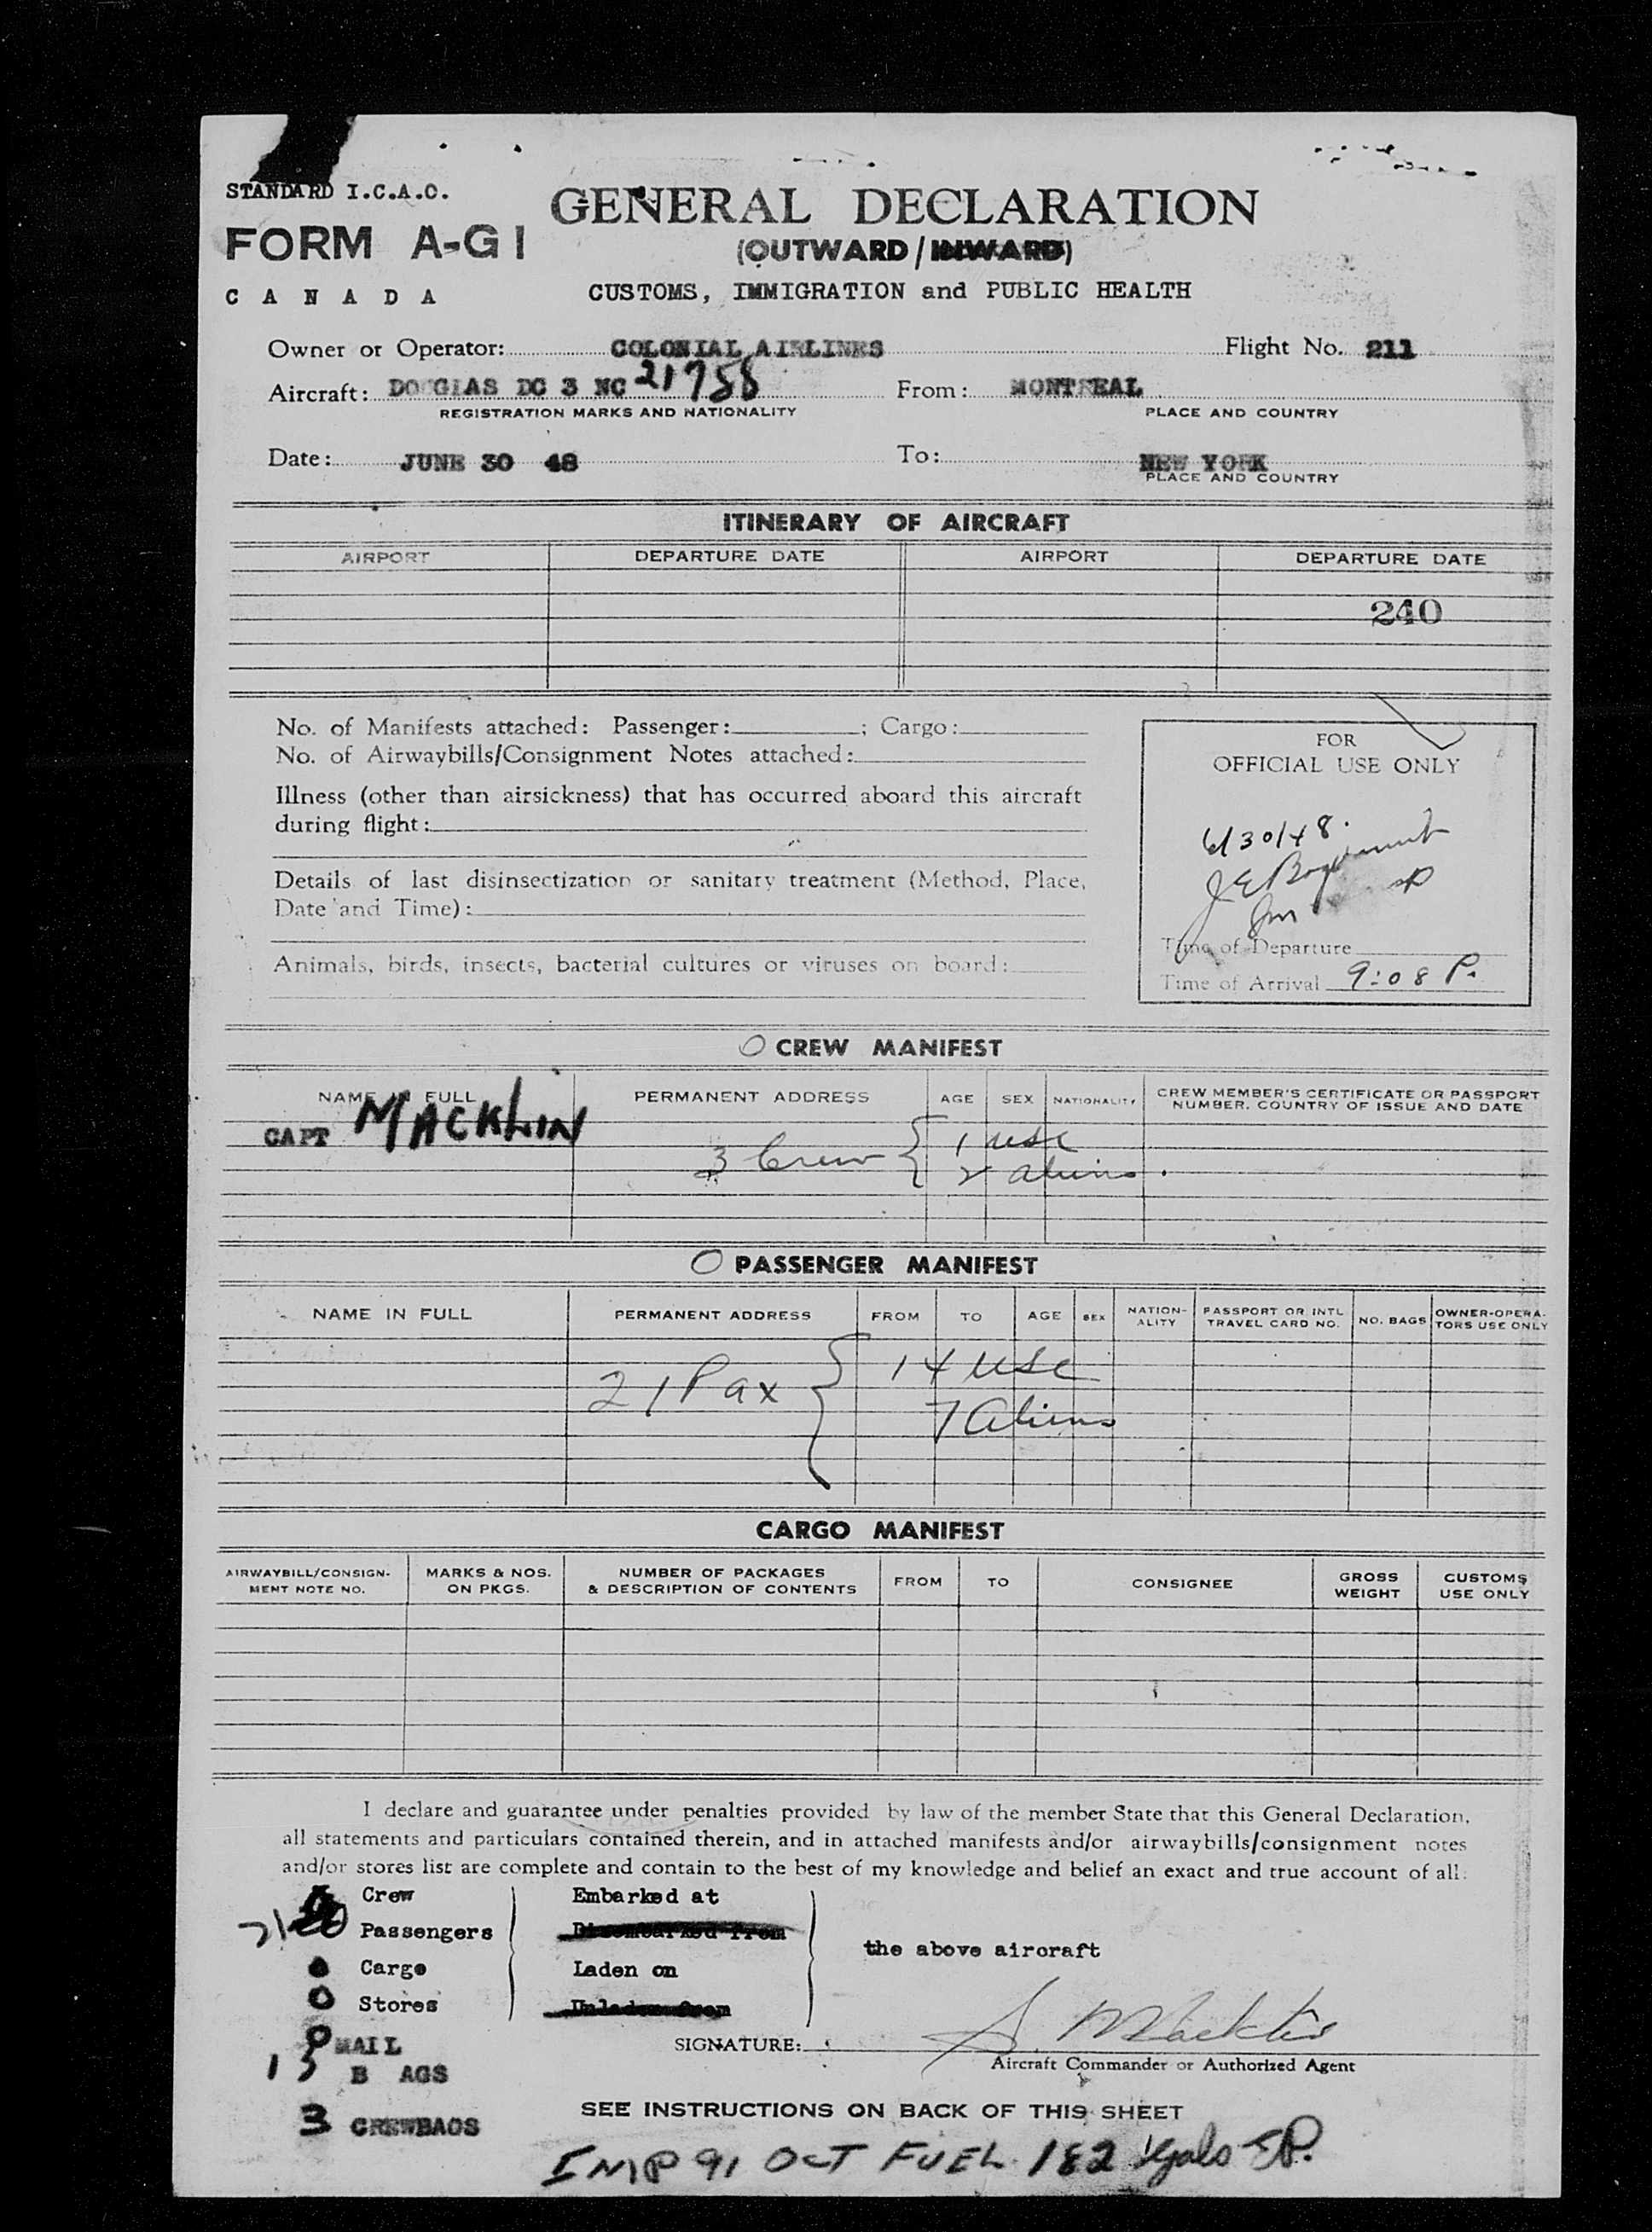 STANDARD I.C.A.O.
FORM A-G1
CANADA
GENERAL DECLARATION
(OUTWARD / INWARD)
CUSTOMS, IMMIGRATION and PUBLIC HEALTH
Owner or Operator: COLONIAL AIRLINES Flight No. 211
Aircraft: DOUGLAS DC 3 NC 21758 From: MONTREAL
REGISTRATION MARKS AND NATIONALITY PLACE AND COUNTRY
Date: JUNE 30 48 To: NEW YORK
PLACE AND COUNTRY
ITINERARY OF AIRCRAFT
AIRPORT DEPARTURE DATE AIRPORT DEPARTURE DATE
240
No. of Manifests attached: Passenger: ; Cargo:
No. of Airwaybills/Consignment Notes attached:
Illness (other than airsickness) that has occurred aboard this aircraft
during flight:
Details of last disinsectization or sanitary treatment (Method, Place,
Date and Time):
Animals, birds, insects, bacterial cultures or viruses on board:
FOR
OFFICIAL USE ONLY
6/30/48.
Time of Departure
Time of Arrival 9:08 P.
CREW MANIFEST
NAME IN FULL PERMANENT ADDRESS AGE SEX NATIONALITY CREW MEMBER'S CERTIFICATE OR PASSPORT
NUMBER, COUNTRY OF ISSUE AND DATE
CAPT MACKLIN
3 Crew { 1 usc
2 aliens
PASSENGER MANIFEST
NAME IN FULL PERMANENT ADDRESS FROM TO AGE SEX NATION-ALITY PASSPORT OR INTL TRAVEL CARD NO. NO. BAGS OWNER-OPERA-TORS USE ONLY
21 Pax { 14 usc
7 aliens
CARGO MANIFEST
AIRWAYBILL/CONSIGN-MENT NOTE NO. MARKS & NOS. ON PKGS. NUMBER OF PACKAGES & DESCRIPTION OF CONTENTS FROM TO CONSIGNEE GROSS WEIGHT CUSTOMS USE ONLY
I declare and guarantee under penalties provided by law of the member State that this General Declaration,
all statements and particulars contained therein, and in attached manifests and/or airwaybills/consignment notes
and/or stores list are complete and contain to the best of my knowledge and belief an exact and true account of all:
Crew Embarked at
21 Passengers Disembarked from
the above aircraft
Cargo Laden on
0 Stores Unladen from
MAIL
SIGNATURE: S. Macklin
Aircraft Commander or Authorized Agent
B AGS
3 CREWBAGS
SEE INSTRUCTIONS ON BACK OF THIS SHEET
IMP 91 OCT FUEL 182